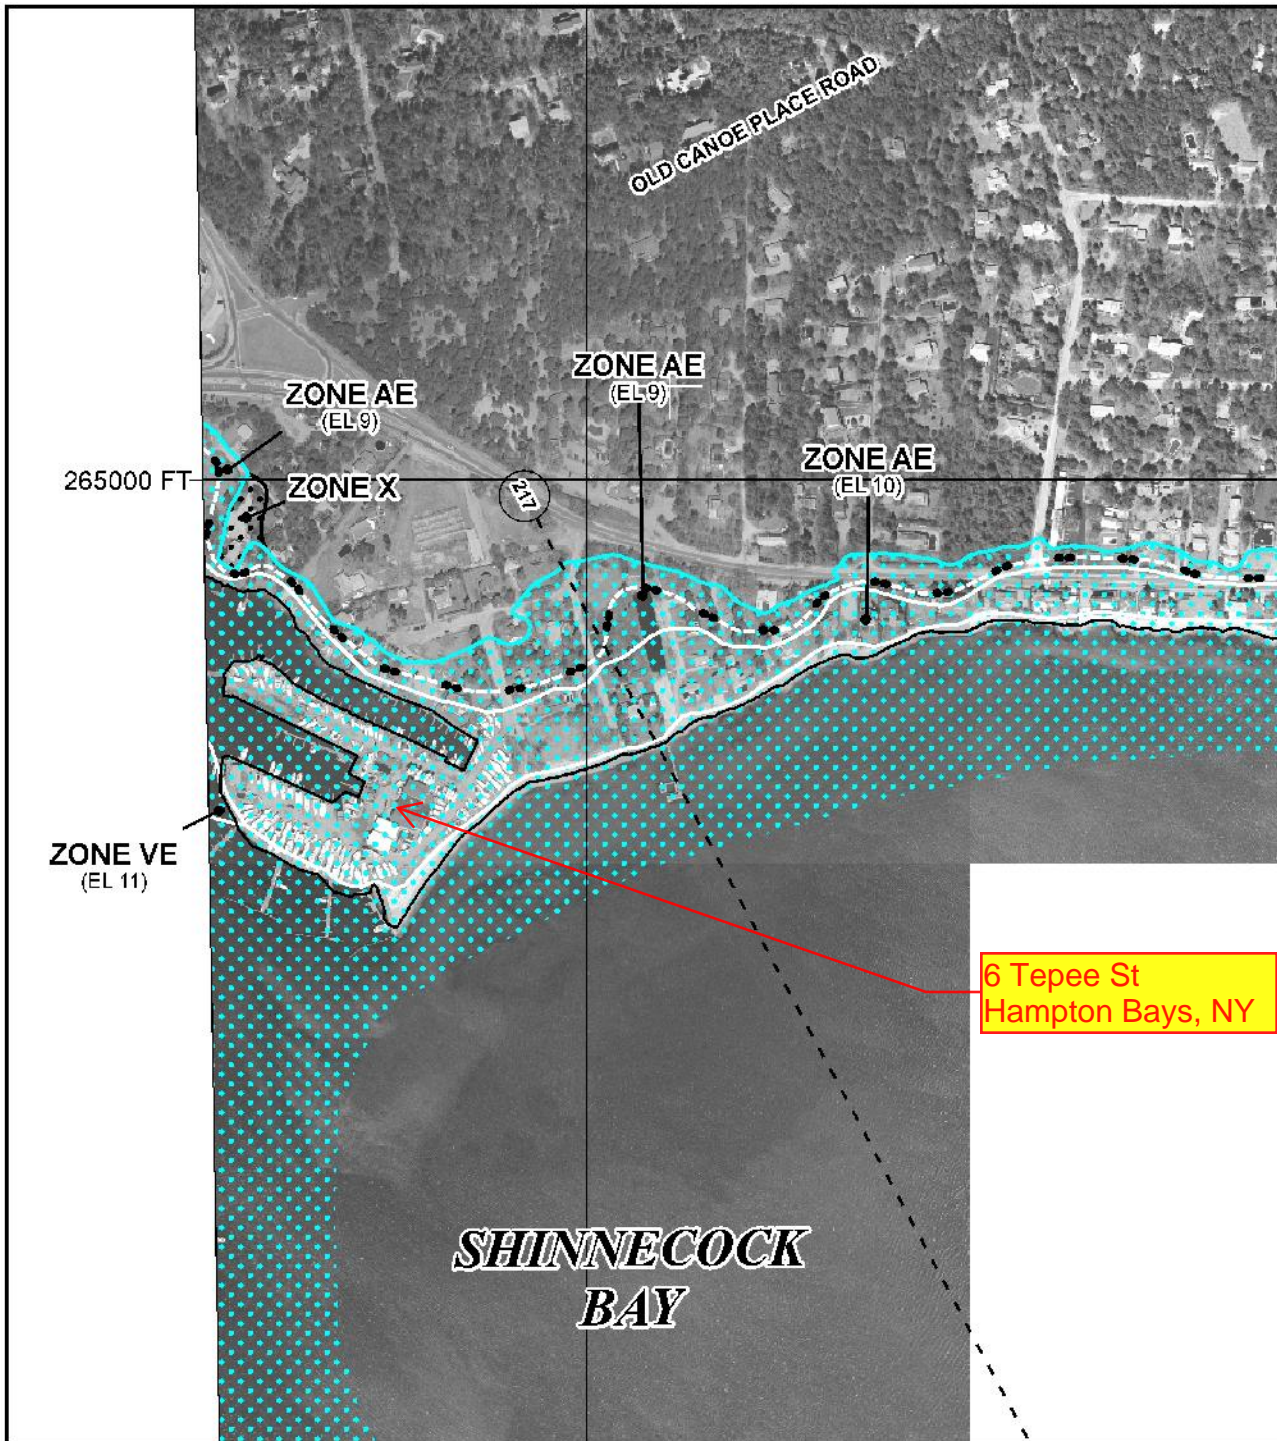 OLD CANOE PLACE ROAD
ZONE AE
(EL 9)
ZONE AE
(EL 9)
ZONE AE
(EL 10)
265000 FT
ZONE X
217
ZONE VE
(EL 11)
6 Tepee St
Hampton Bays, NY
SHINNECOCK
BAY